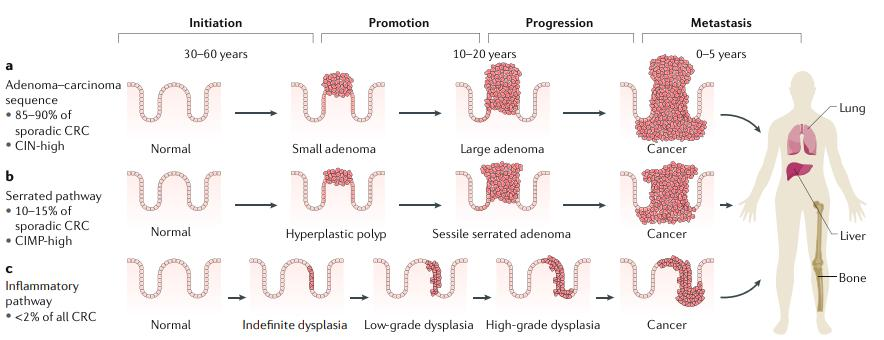 Initiation
Promotion
Progression
Metastasis
30–60 years
10–20 years
0–5 years
a
Adenoma–carcinoma
sequence
• 85–90% of
sporadic CRC
• CIN-high
Normal
Small adenoma
Large adenoma
Cancer
b
Serrated pathway
• 10–15% of
sporadic CRC
• CIMP-high
Normal
Hyperplastic polyp
Sessile serrated adenoma
Cancer
c
Inflammatory
pathway
• <2% of all CRC
Normal
Indefinite dysplasia
Low-grade dysplasia
High-grade dysplasia
Cancer
Lung
Liver
Bone